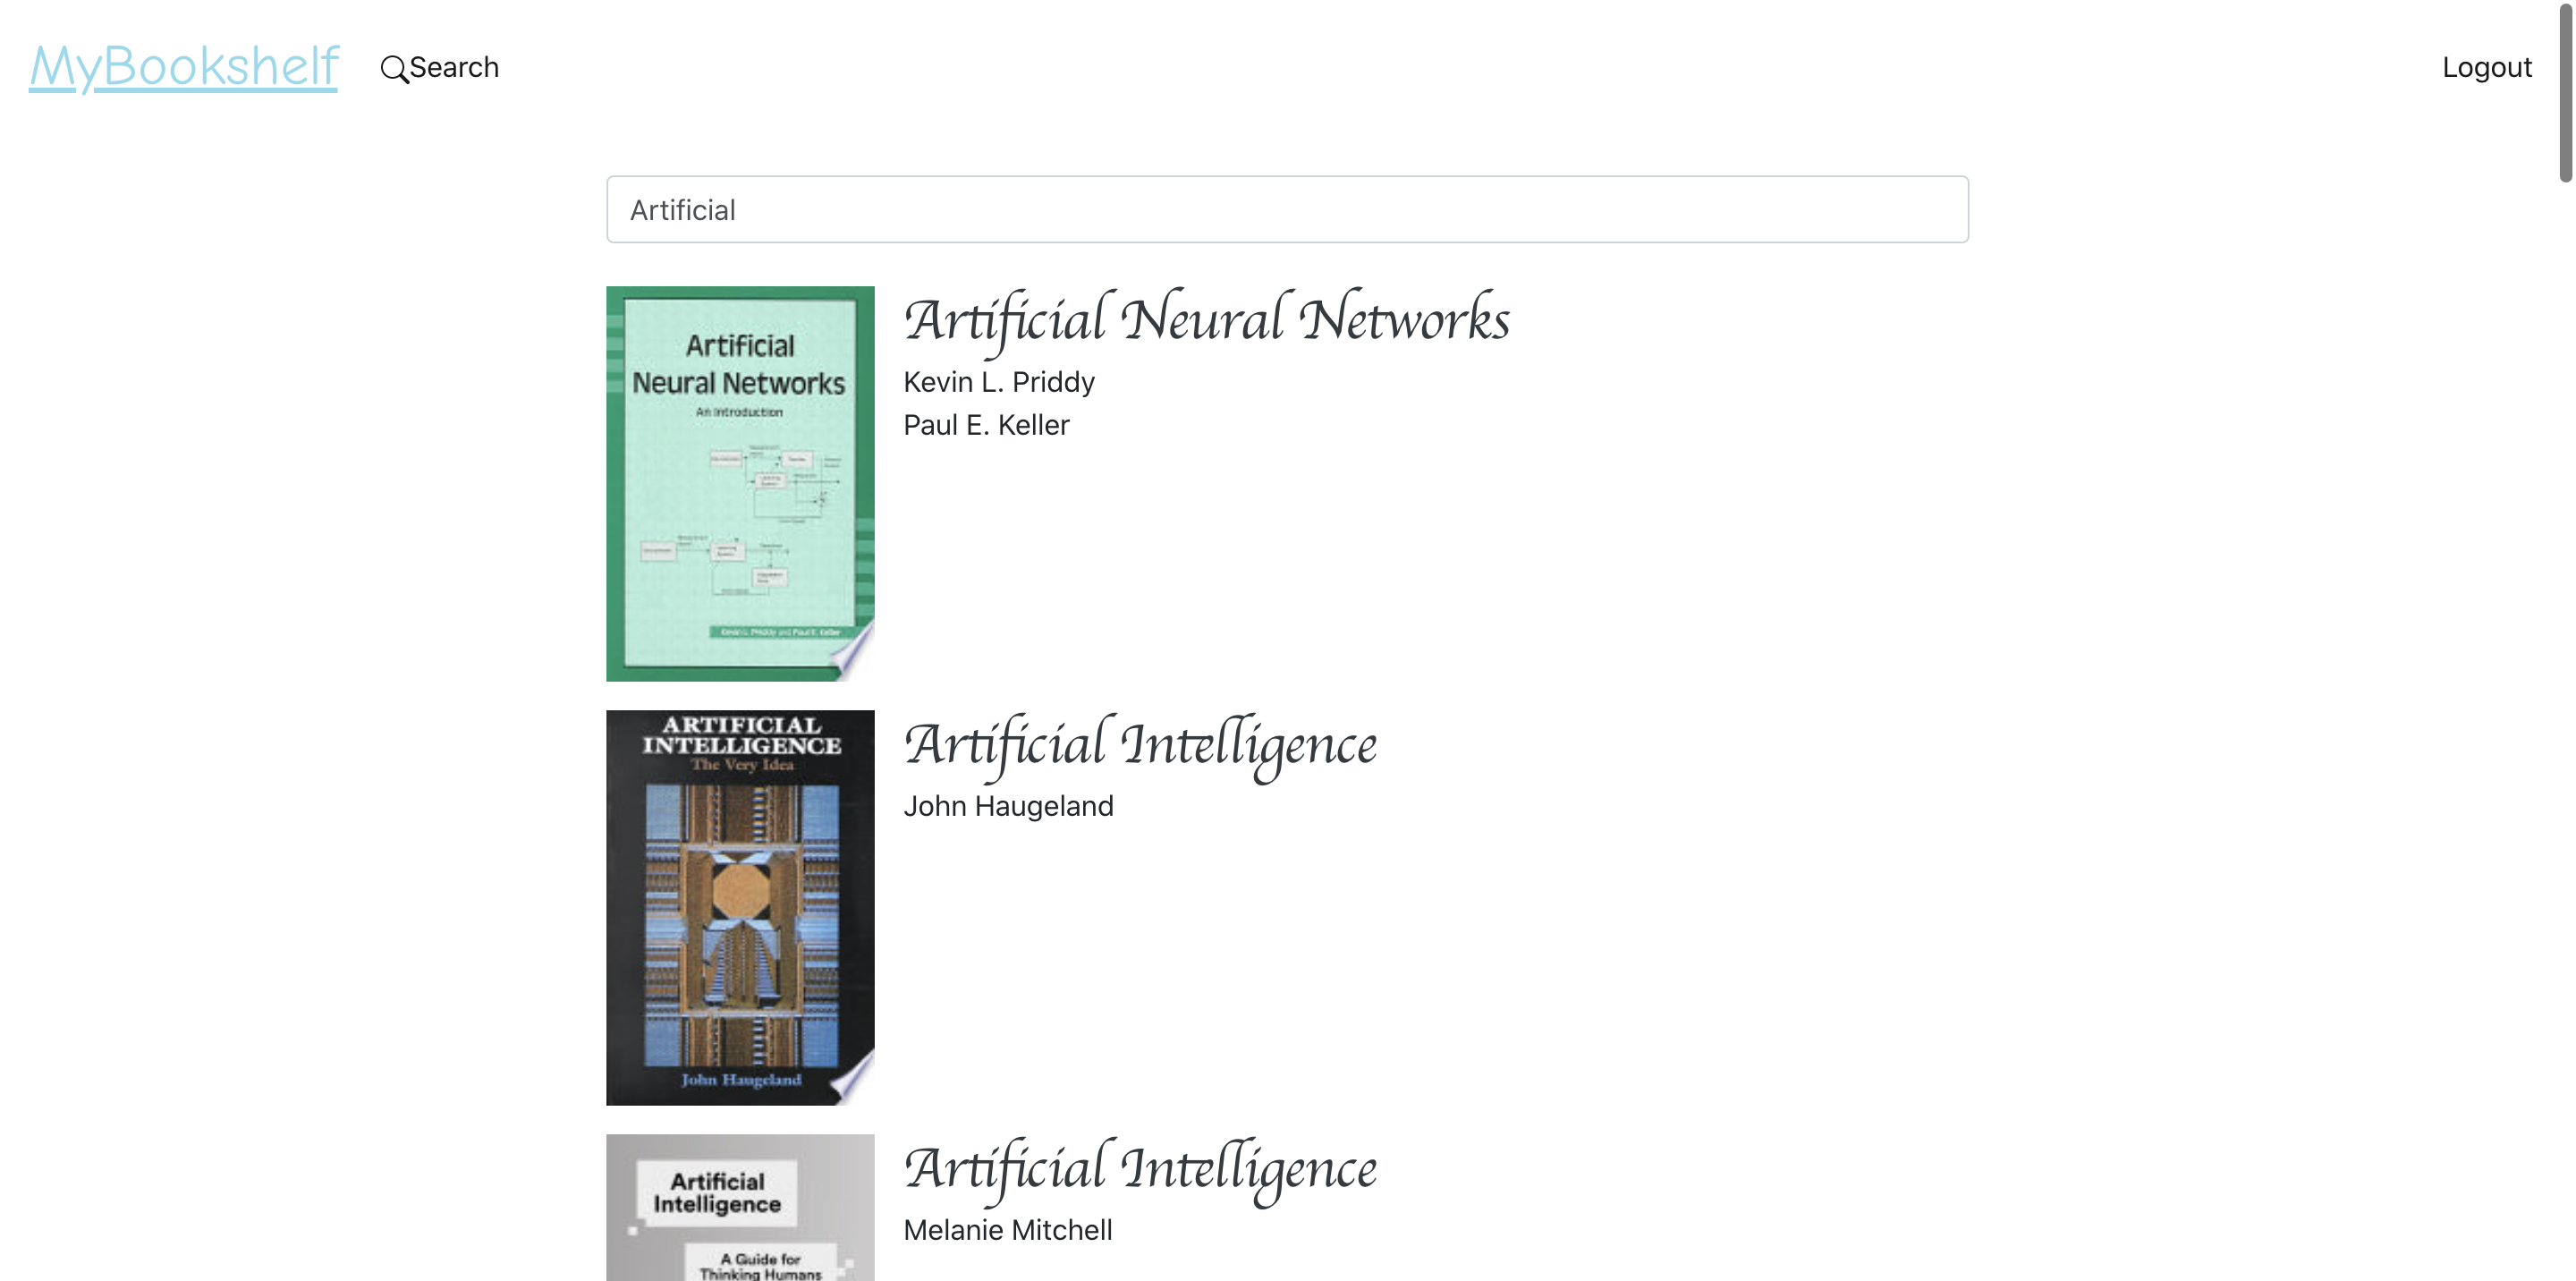 MyBookshelf
Search
Logout
Artificial
Artificial
Neural Networks
An Introduction
Kevin L. Priddy and Paul E. Keller
Artificial Neural Networks
Kevin L. Priddy
Paul E. Keller
ARTIFICIAL
INTELLIGENCE
The Very Idea
John Haugeland
Artificial Intelligence
John Haugeland
Artificial
Intelligence
A Guide for
Thinking Humans
Artificial Intelligence
Melanie Mitchell